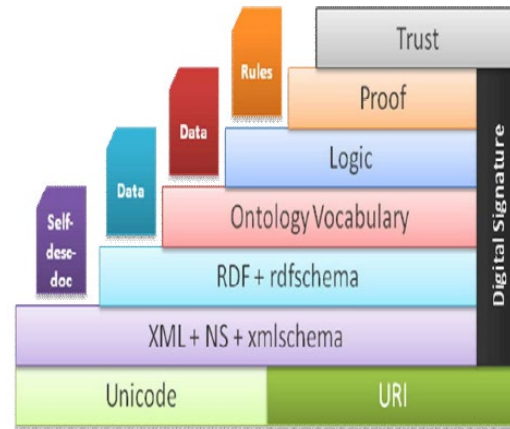 Trust
Rules
Proof
Data
Logic
Data
Ontology Vocabulary
Self-
desc-
doc
RDF + rdfschema
XML + NS + xmlschema
Unicode
URI
Digital Signature